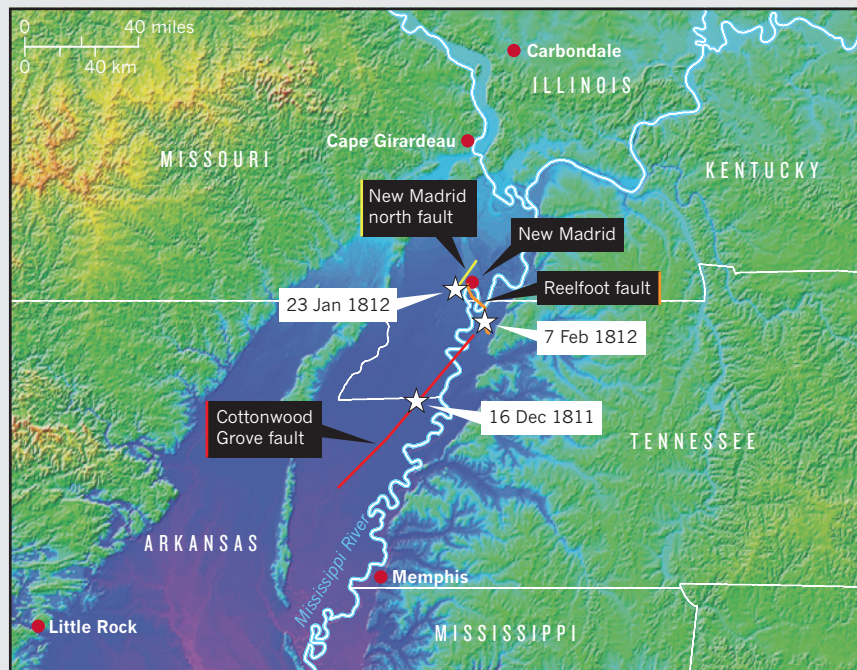 0 40 miles
0 40 km
Carbondale
ILLINOIS
Cape Girardeau
MISSOURI
KENTUCKY
New Madrid
north fault
New Madrid
Reelfoot fault
23 Jan 1812
7 Feb 1812
Cottonwood
Grove fault
16 Dec 1811
TENNESSEE
ARKANSAS
Mississippi River
Memphis
Little Rock
MISSISSIPPI